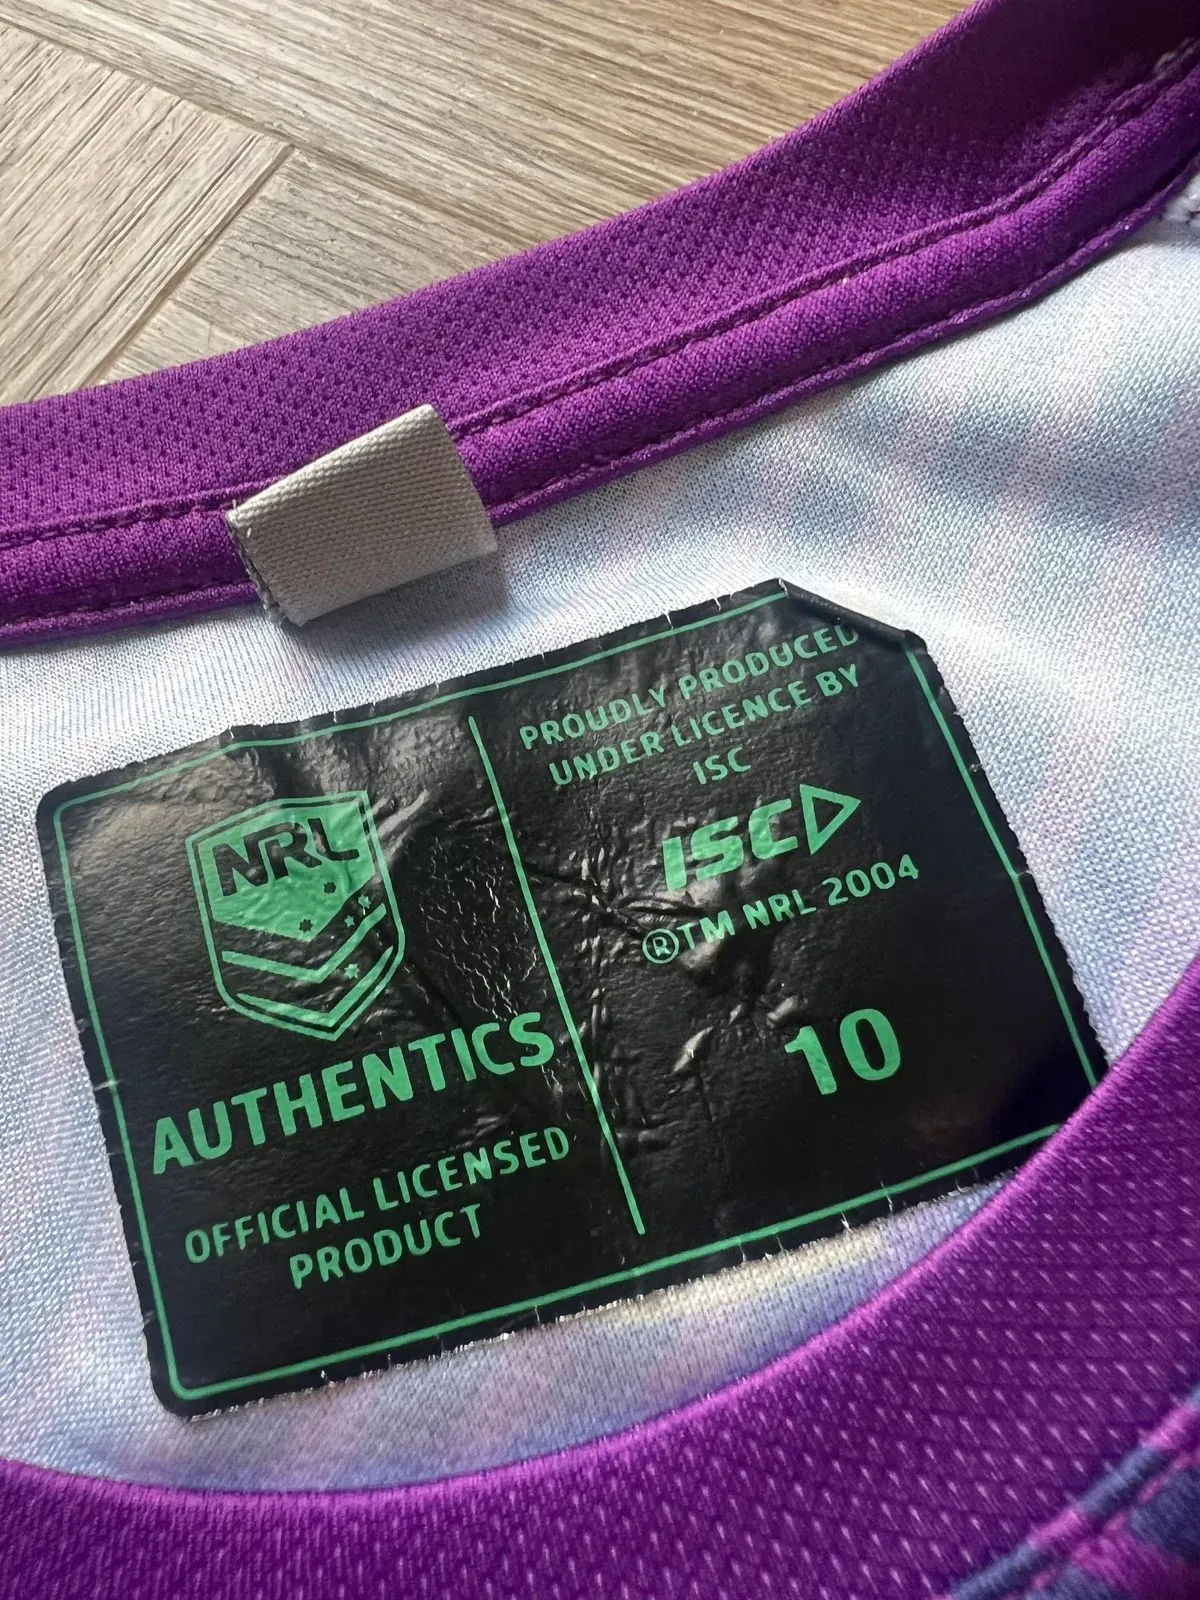 NRL
AUTHENTICS
OFFICIAL LICENSED
PRODUCT
PROUDLY PRODUCED
UNDER LICENCE BY
ISC
ISC
®TM NRL 2004
10